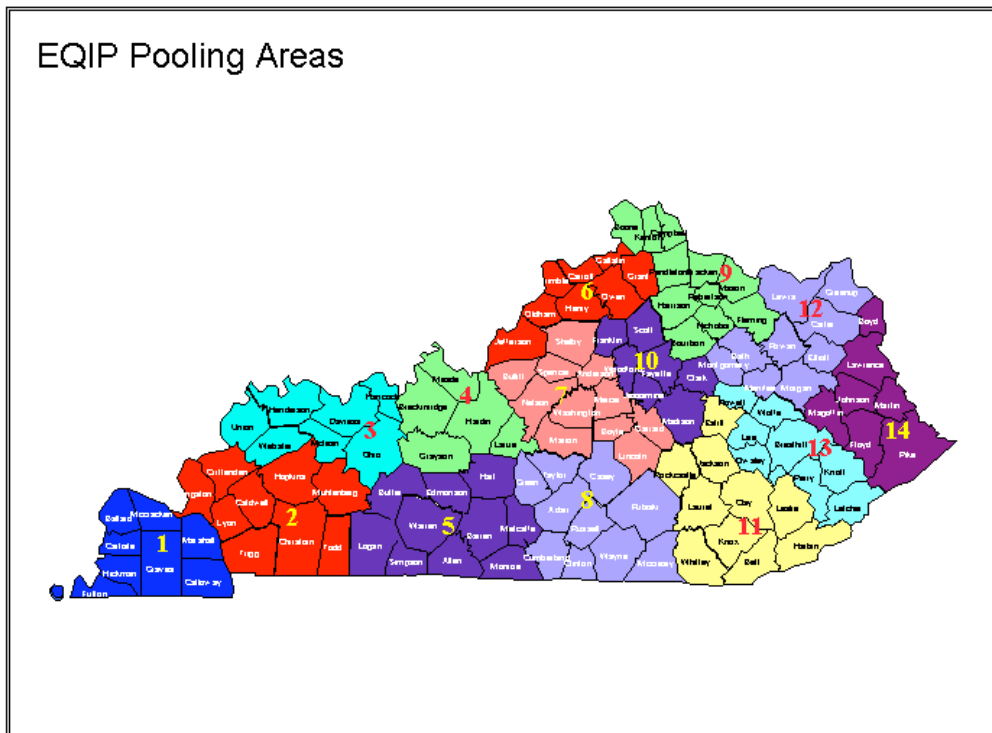 EQIP Pooling Areas
Boone
Kenton
Campbell
Gallatin
Carroll
Grant
Pendleton
Bracken
9
Mason
Owen
6
Henry
Robertson
Harrison
Lewis
Greenup
12
Oldham
Nicholas
Fleming
Carter
Boyd
Scott
Franklin
Bourbon
Rowan
Jefferson
Shelby
10
Fayette
Bath
Elliott
Montgomery
Lawrence
Spencer
Anderson
Clark
Morgan
Bullitt
Meade
4
7
Nelson
Mercer
Washington
Johnson
Martin
Magoffin
Hancock
Breckinridge
Hardin
Powell
Wolfe
Henderson
Daviess
3
Madison
Estill
Union
Boyle
Garrard
Lee
Breathitt
13
Floyd
14
Pike
Webster
Mclean
Ohio
Larue
Marion
Lincoln
Owsley
Knott
Perry
Grayson
Rockcastle
Jackson
Crittenden
Hopkins
Hart
Taylor
Casey
Green
Muhlenberg
Butler
Edmonson
Letcher
Caldwell
8
Adair
Pulaski
Laurel
Clay
Leslie
Mccracken
Ballard
Lyon
2
Christian
Warren
5
Barren
Metcalfe
Russell
Knox
11
Harlan
1
Marshall
Carlisle
Graves
Trigg
Todd
Logan
Simpson
Allen
Monroe
Cumberland
Clinton
Wayne
Mccreary
Whitley
Bell
Hickman
Calloway
Fulton